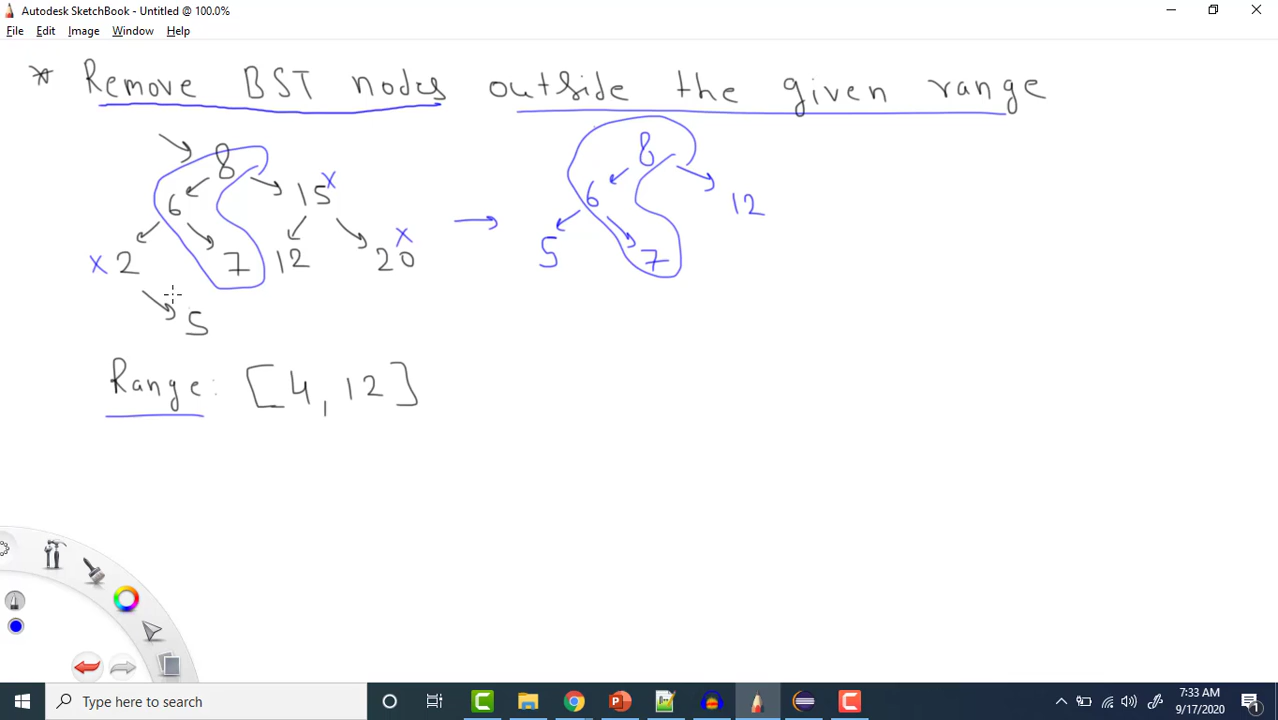 Autodesk SketchBook - Untitled @ 100.0%
File Edit Image Window Help
* Remove BST nodes outside the given range
8 8
6 15 x 6 12
x 2 7 12 20 x 5 7
5
Range: [4, 12]
Type here to search
7:33 AM
9/17/2020
1